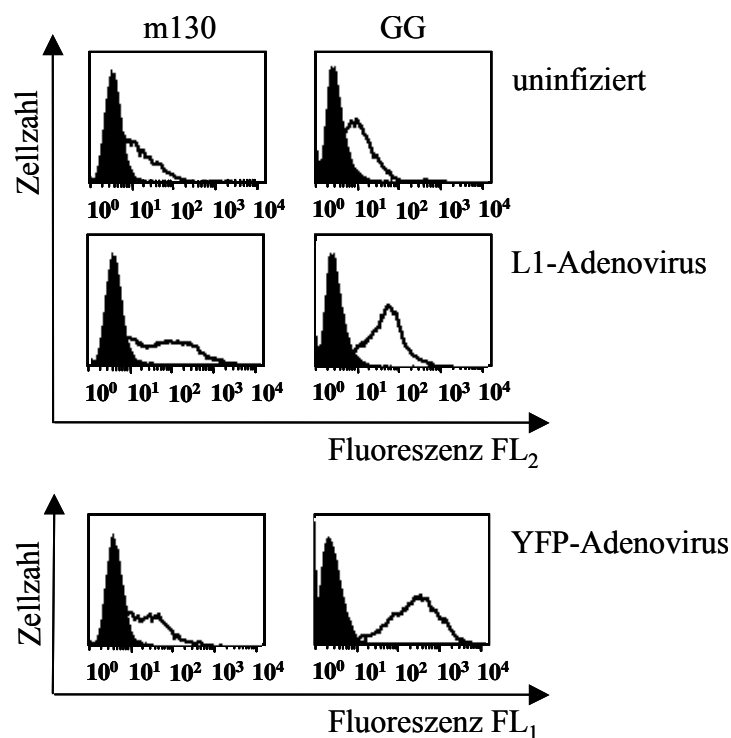 m130 GG
Zellzahl
uninfiziert
10⁰ 10¹ 10² 10³ 10⁴ 10⁰ 10¹ 10² 10³ 10⁴
L1-Adenovirus
10⁰ 10¹ 10² 10³ 10⁴ 10⁰ 10¹ 10² 10³ 10⁴
Fluoreszenz FL₂
Zellzahl
YFP-Adenovirus
10⁰ 10¹ 10² 10³ 10⁴ 10⁰ 10¹ 10² 10³ 10⁴
Fluoreszenz FL₁